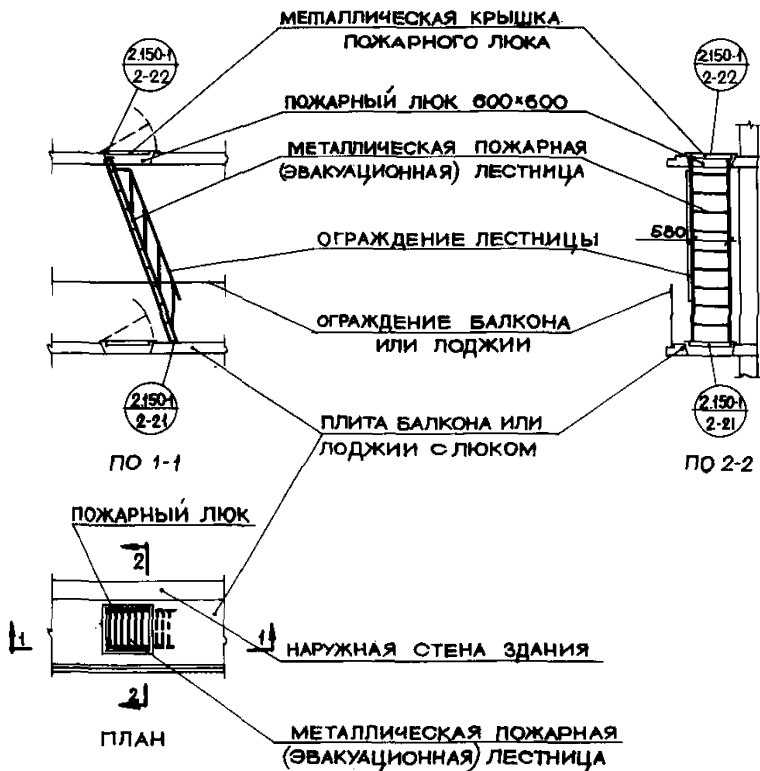 МЕТАЛЛИЧЕСКАЯ КРЫШКА
ПОЖАРНОГО ЛЮКА
2.150-1
2-22
2.150-1
2-22
ПОЖАРНЫЙ ЛЮК 600×600
МЕТАЛЛИЧЕСКАЯ ПОЖАРНАЯ
(ЭВАКУАЦИОННАЯ) ЛЕСТНИЦА
ОГРАЖДЕНИЕ ЛЕСТНИЦЫ
580
ОГРАЖДЕНИЕ БАЛКОНА
ИЛИ ЛОДЖИИ
2.150-1
2-21
2.150-1
2-21
ПЛИТА БАЛКОНА ИЛИ
ЛОДЖИИ С ЛЮКОМ
ПО 1-1
ПО 2-2
ПОЖАРНЫЙ ЛЮК
2
1
1
НАРУЖНАЯ СТЕНА ЗДАНИЯ
2
ПЛАН
МЕТАЛЛИЧЕСКАЯ ПОЖАРНАЯ
(ЭВАКУАЦИОННАЯ) ЛЕСТНИЦА